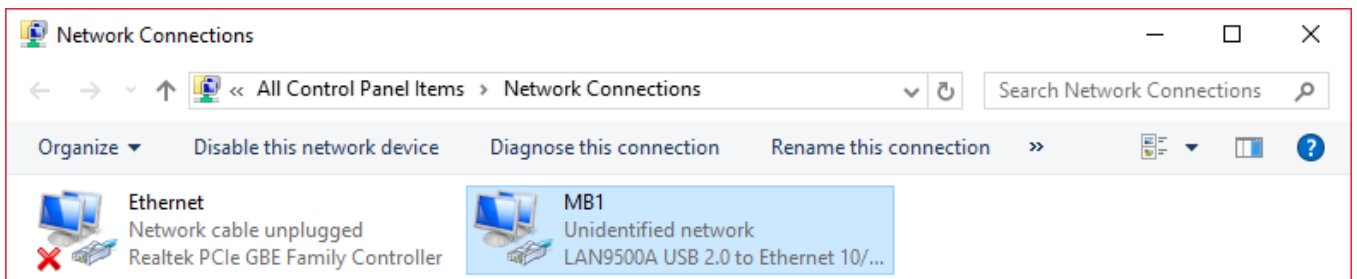 Network Connections
« All Control Panel Items › Network Connections
Search Network Connections
Organize Disable this network device Diagnose this connection Rename this connection »
Ethernet
Network cable unplugged
Realtek PCIe GBE Family Controller
MB1
Unidentified network
LAN9500A USB 2.0 to Ethernet 10/...